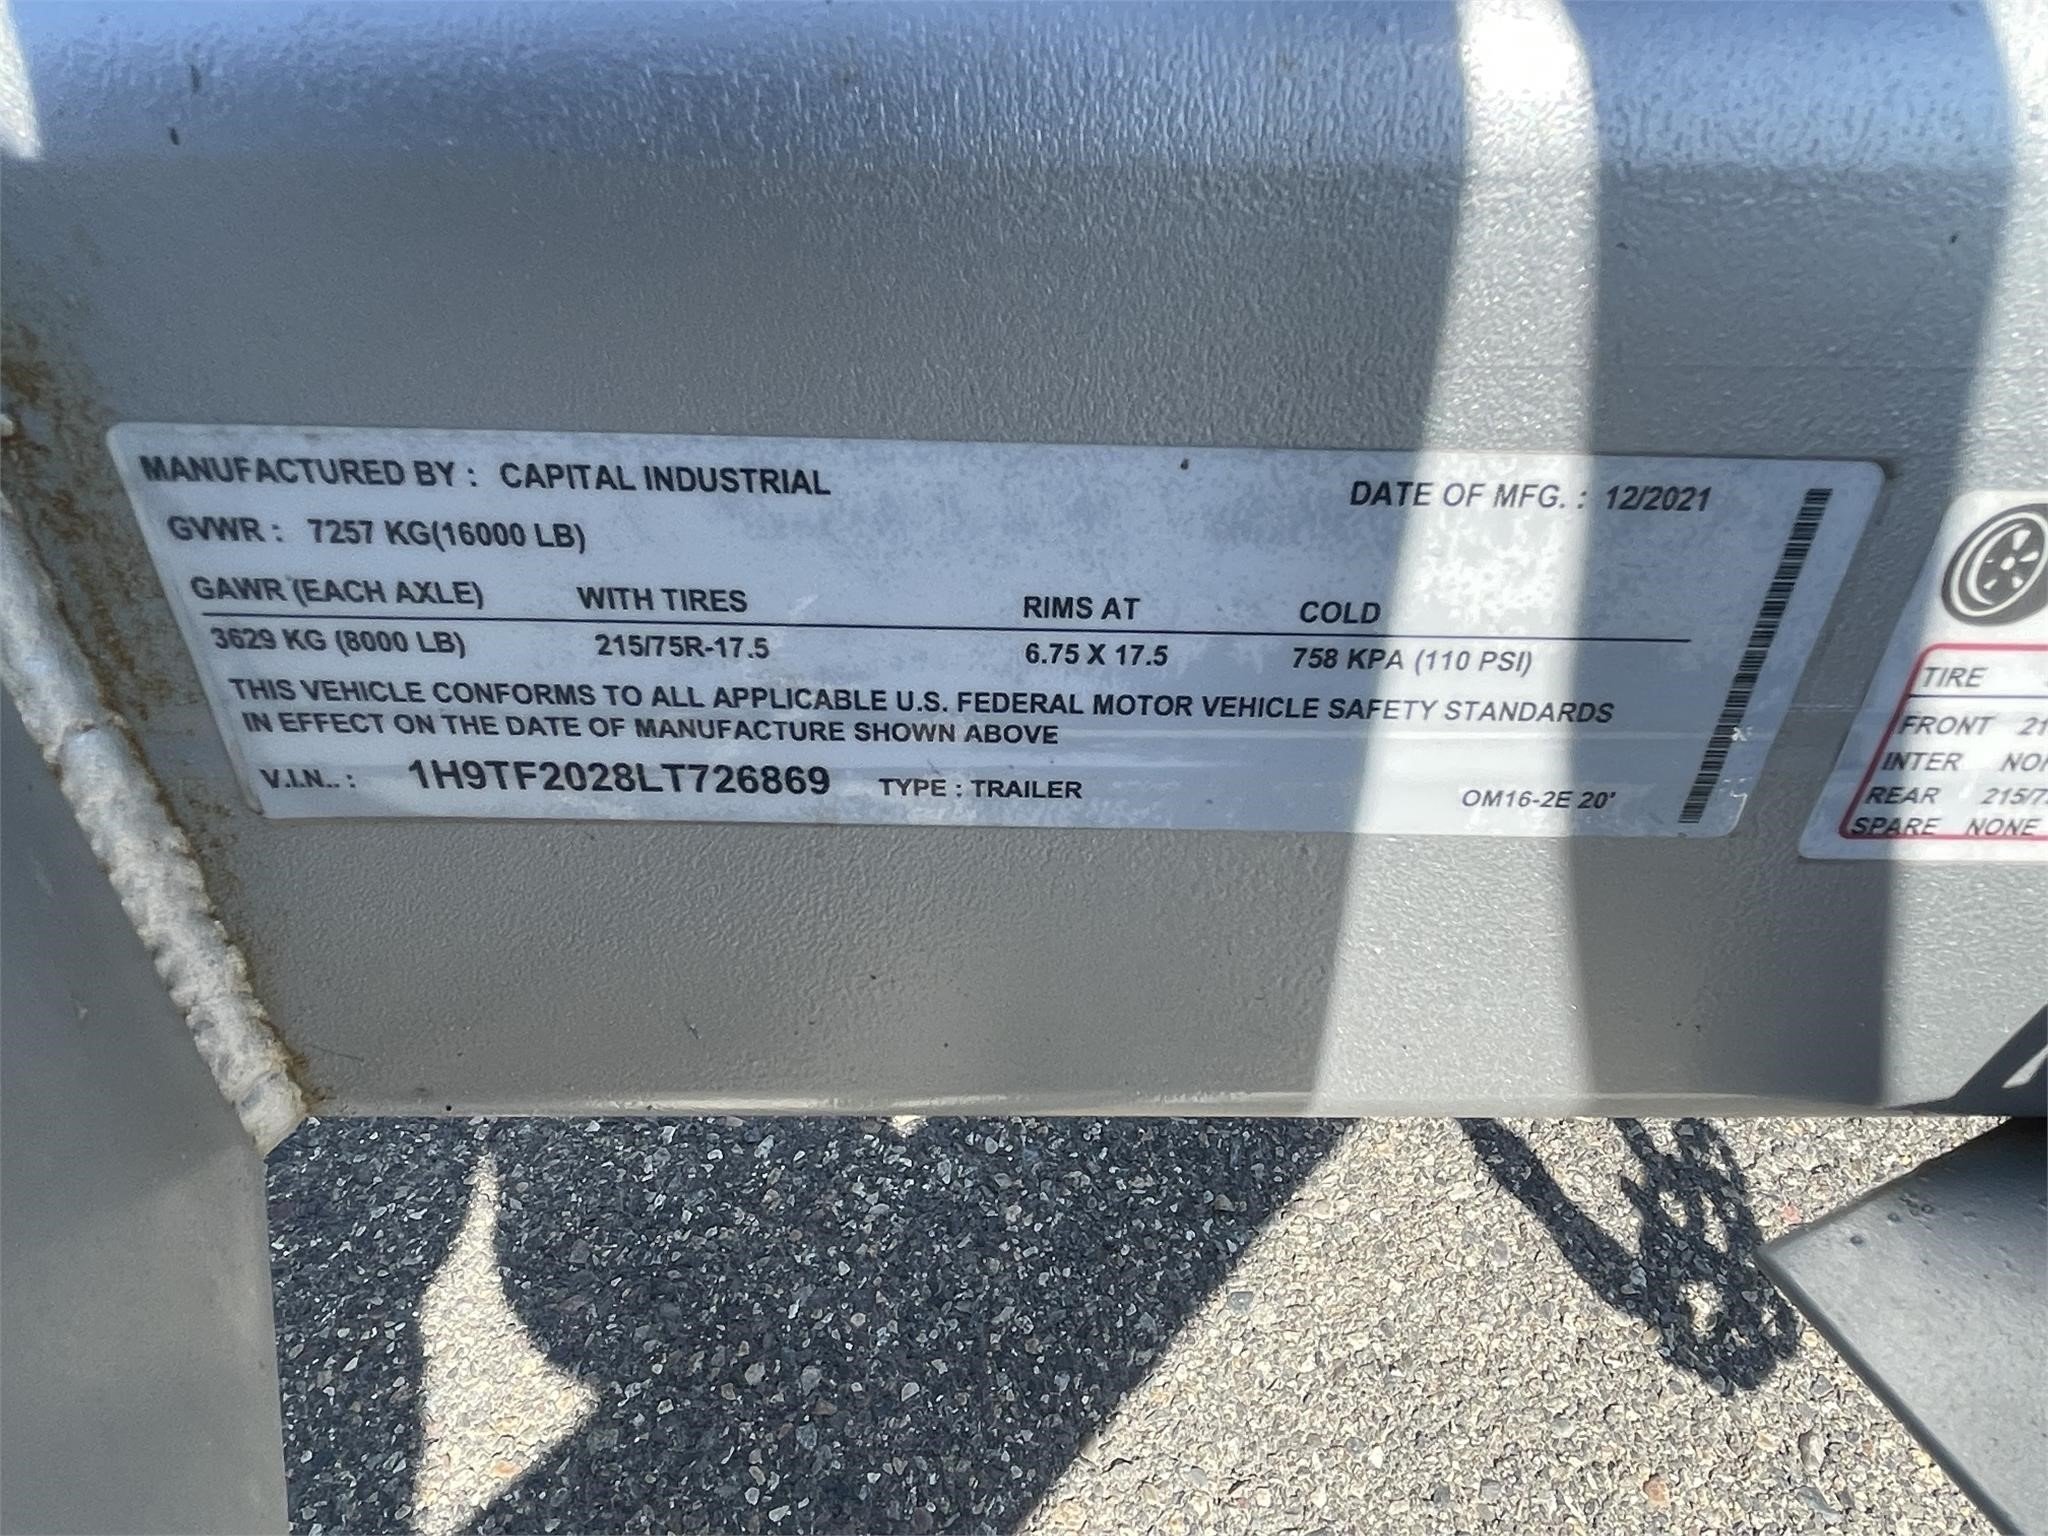 MANUFACTURED BY : CAPITAL INDUSTRIAL DATE OF MFG. : 12/2021
GVWR : 7257 KG(16000 LB)
GAWR (EACH AXLE) WITH TIRES RIMS AT COLD
3629 KG (8000 LB) 215/75R-17.5 6.75 X 17.5 758 KPA (110 PSI)
THIS VEHICLE CONFORMS TO ALL APPLICABLE U.S. FEDERAL MOTOR VEHICLE SAFETY STANDARDS
IN EFFECT ON THE DATE OF MANUFACTURE SHOWN ABOVE
V.I.N.. : 1H9TF2028LT726869 TYPE : TRAILER OM16-2E 20'
TIRE
FRONT
INTER
REAR
SPARE NONE